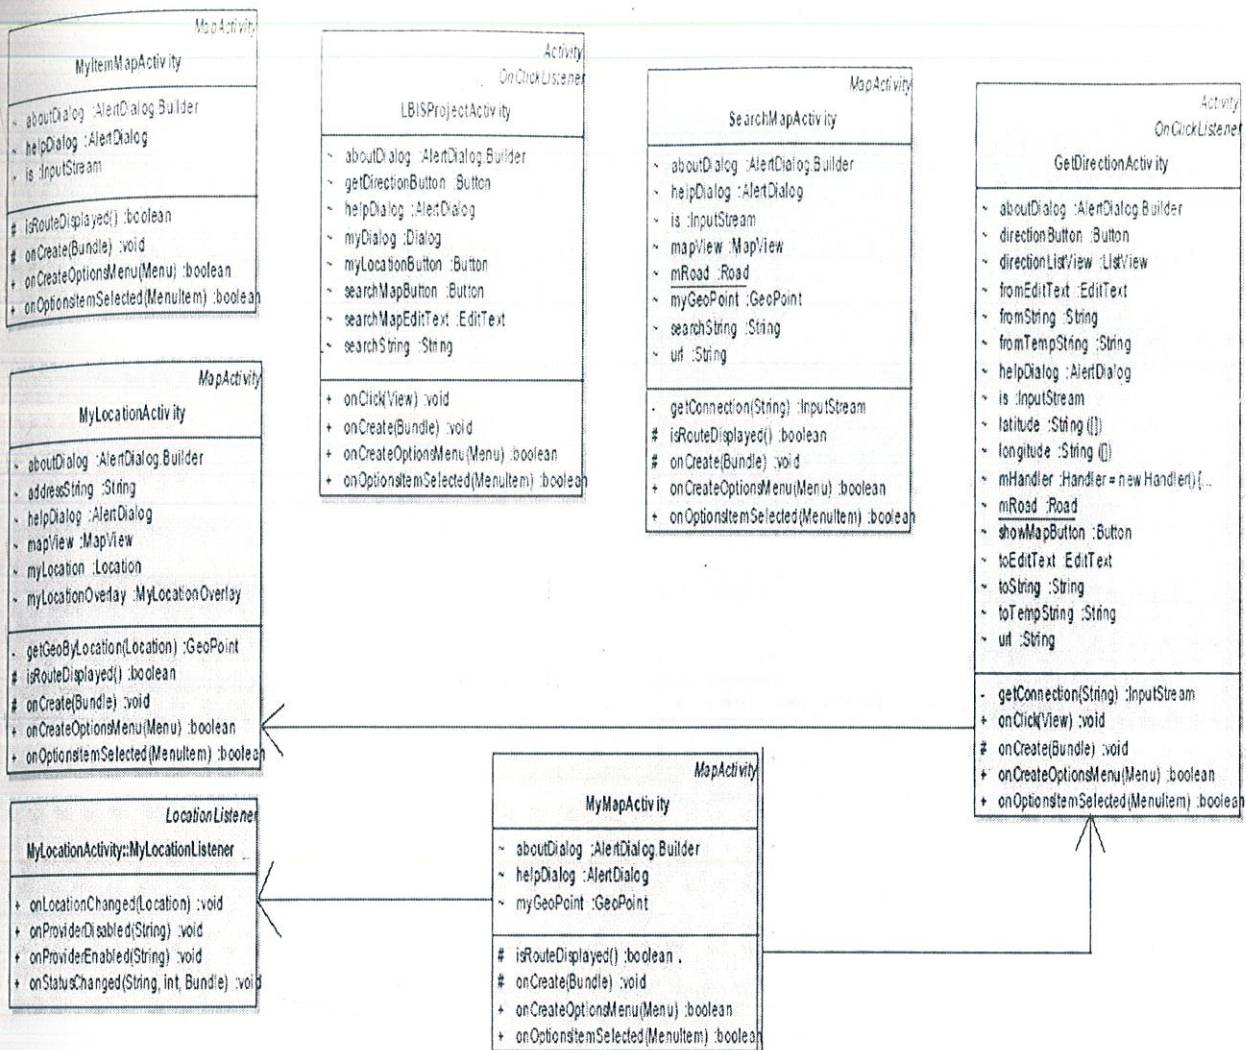 MapActivity
MyItemMapActivity
~ aboutDialog :AlertDialog.Builder
~ helpDialog :AlertDialog
~ is :InputStream
# isRouteDisplayed() :boolean
# onCreate(Bundle) :void
+ onCreateOptionsMenu(Menu) :boolean
+ onOptionsItemSelected(MenuItem) :boolean
Activity
OnClickListener
LBISProjectActivity
~ aboutDialog :AlertDialog.Builder
~ getDirectionButton :Button
~ helpDialog :AlertDialog
~ myDialog :Dialog
~ myLocationButton :Button
~ searchMapButton :Button
~ searchMapEditText :EditText
~ searchString :String
+ onClick(View) :void
+ onCreate(Bundle) :void
+ onCreateOptionsMenu(Menu) :boolean
+ onOptionsItemSelected(MenuItem) :boolean
MapActivity
SearchMapActivity
~ aboutDialog :AlertDialog.Builder
~ helpDialog :AlertDialog
~ is :InputStream
~ mapView :MapView
~ mRoad :Road
~ myGeoPoint :GeoPoint
~ searchString :String
~ url :String
- getConnection(String) :InputStream
# isRouteDisplayed() :boolean
# onCreate(Bundle) :void
+ onCreateOptionsMenu(Menu) :boolean
+ onOptionsItemSelected(MenuItem) :boolean
Activity
OnClickListener
GetDirectionActivity
~ aboutDialog :AlertDialog.Builder
~ directionButton :Button
~ directionListView :ListView
~ fromEditText :EditText
~ fromString :String
~ fromTempString :String
~ helpDialog :AlertDialog
~ is :InputStream
~ latitude :String ([])
~ longitude :String ([])
~ mHandler :Handler = new Handler() {...
~ mRoad :Road
~ showMapButton :Button
~ toEditText :EditText
~ toString :String
~ toTempString :String
~ url :String
- getConnection(String) :InputStream
+ onClick(View) :void
# onCreate(Bundle) :void
+ onCreateOptionsMenu(Menu) :boolean
+ onOptionsItemSelected(MenuItem) :boolean
MapActivity
MyLocationActivity
~ aboutDialog :AlertDialog.Builder
~ addressString :String
~ helpDialog :AlertDialog
~ mapView :MapView
~ myLocation :Location
~ myLocationOverlay :MyLocationOverlay
- getGeoByLocation(Location) :GeoPoint
# isRouteDisplayed() :boolean
# onCreate(Bundle) :void
+ onCreateOptionsMenu(Menu) :boolean
+ onOptionsItemSelected(MenuItem) :boolean
LocationListener
MyLocationActivity::MyLocationListener
+ onLocationChanged(Location) :void
+ onProviderDisabled(String) :void
+ onProviderEnabled(String) :void
+ onStatusChanged(String, int, Bundle) :void
MapActivity
MyMapActivity
~ aboutDialog :AlertDialog.Builder
~ helpDialog :AlertDialog
~ myGeoPoint :GeoPoint
# isRouteDisplayed() :boolean
# onCreate(Bundle) :void
+ onCreateOptionsMenu(Menu) :boolean
+ onOptionsItemSelected(MenuItem) :boolean